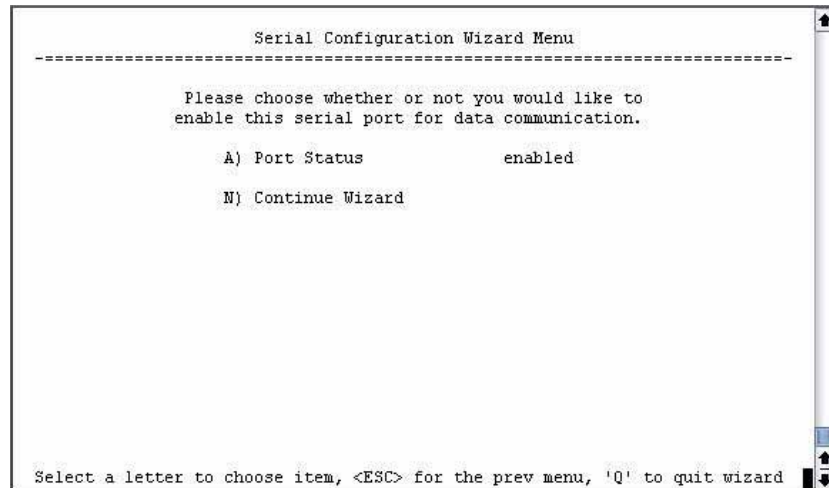 Serial Configuration Wizard Menu
-==========================================================================-
Please choose whether or not you would like to
enable this serial port for data communication.
A) Port Status enabled
N) Continue Wizard
Select a letter to choose item, <ESC> for the prev menu, 'Q' to quit wizard